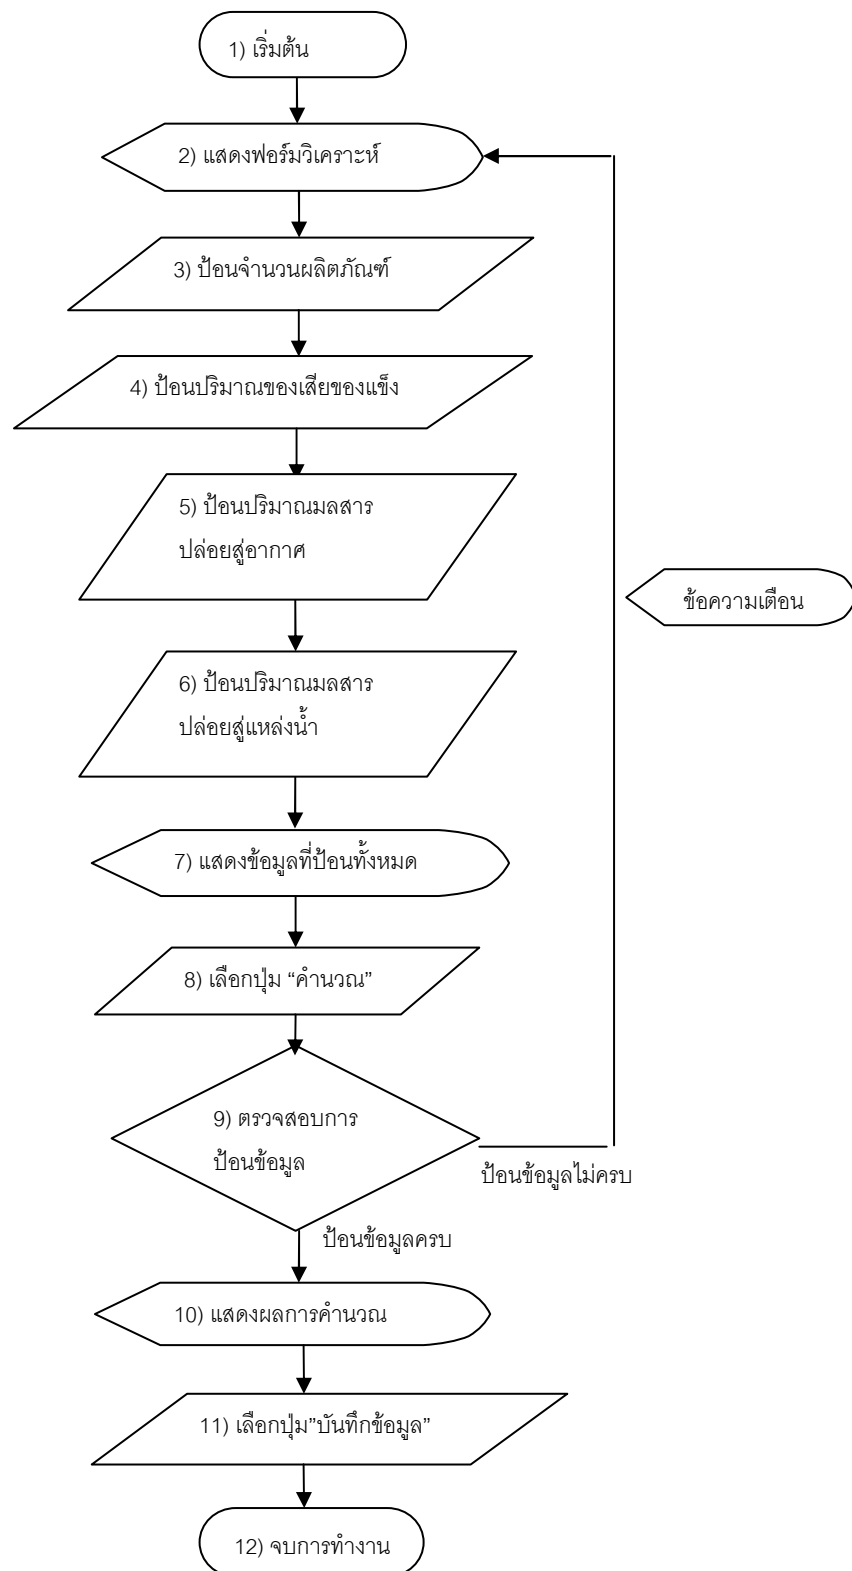 1) เริ่มต้น
2) แสดงฟอร์มวิเคราะห์
3) ป้อนจำนวนผลิตภัณฑ์
4) ป้อนปริมาณของเสียของแข็ง
5) ป้อนปริมาณมลสาร
ปล่อยสู่อากาศ
ข้อความเตือน
6) ป้อนปริมาณมลสาร
ปล่อยสู่แหล่งน้ำ
7) แสดงข้อมูลที่ป้อนทั้งหมด
8) เลือกปุ่ม “คำนวณ”
9) ตรวจสอบการ
ป้อนข้อมูล
ป้อนข้อมูลไม่ครบ
ป้อนข้อมูลครบ
10) แสดงผลการคำนวณ
11) เลือกปุ่ม”บันทึกข้อมูล”
12) จบการทำงาน